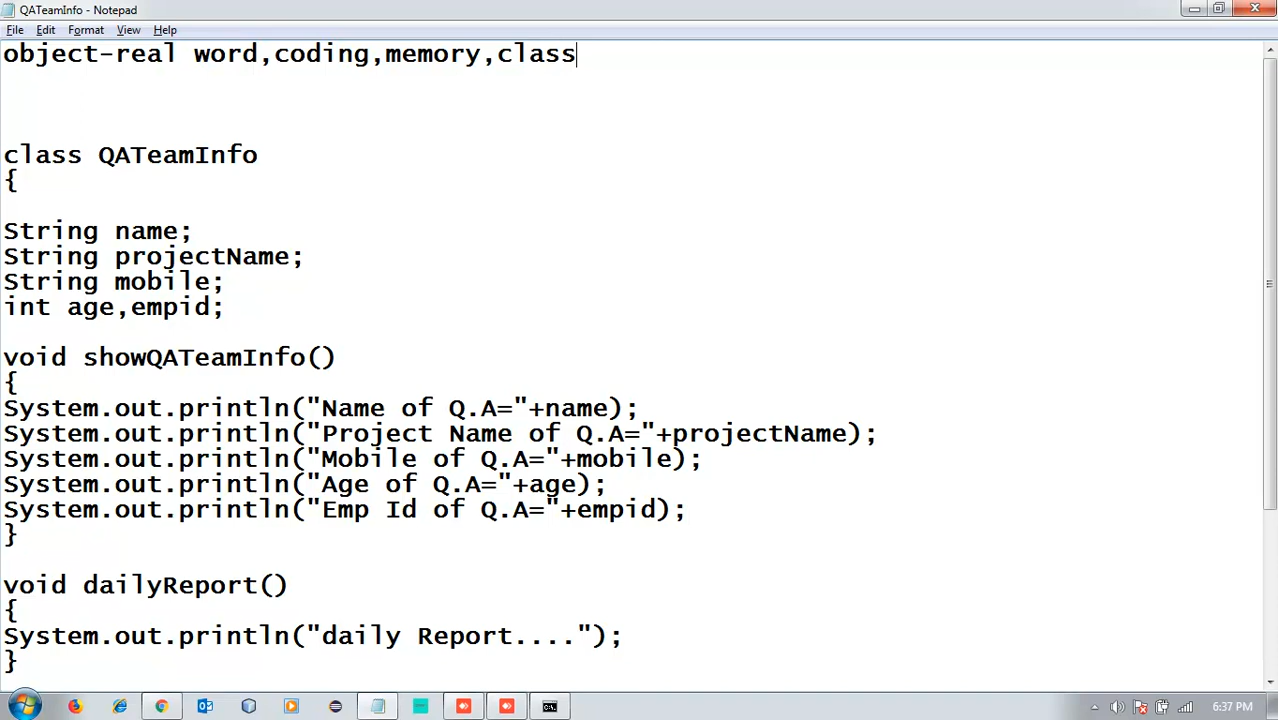 QATeamInfo - Notepad
File Edit Format View Help
object-real word,coding,memory,class
class QATeamInfo
{
String name;
String projectName;
String mobile;
int age,empid;
void showQATeamInfo()
{
System.out.println("Name of Q.A="+name);
System.out.println("Project Name of Q.A="+projectName);
System.out.println("Mobile of Q.A="+mobile);
System.out.println("Age of Q.A="+age);
System.out.println("Emp Id of Q.A="+empid);
}
void dailyReport()
{
System.out.println("daily Report....");
}
6:37 PM